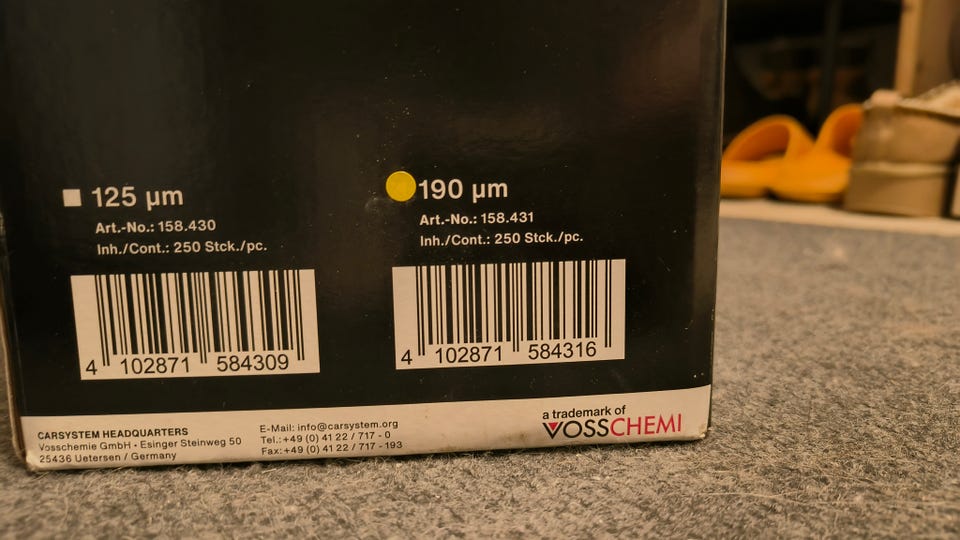 125 µm
Art.-No.: 158.430
Inh./Cont.: 250 Stck./pc.
4 102871 584309
190 µm
Art.-No.: 158.431
Inh./Cont.: 250 Stck./pc.
4 102871 584316
CARSYSTEM HEADQUARTERS
Vosschemie GmbH • Esinger Steinweg 50
25436 Uetersen / Germany
E-Mail: info@carsystem.org
Tel.: +49 (0) 41 22 / 717 - 0
Fax: +49 (0) 41 22 / 717 - 193
a trademark of
VOSSCHEMI